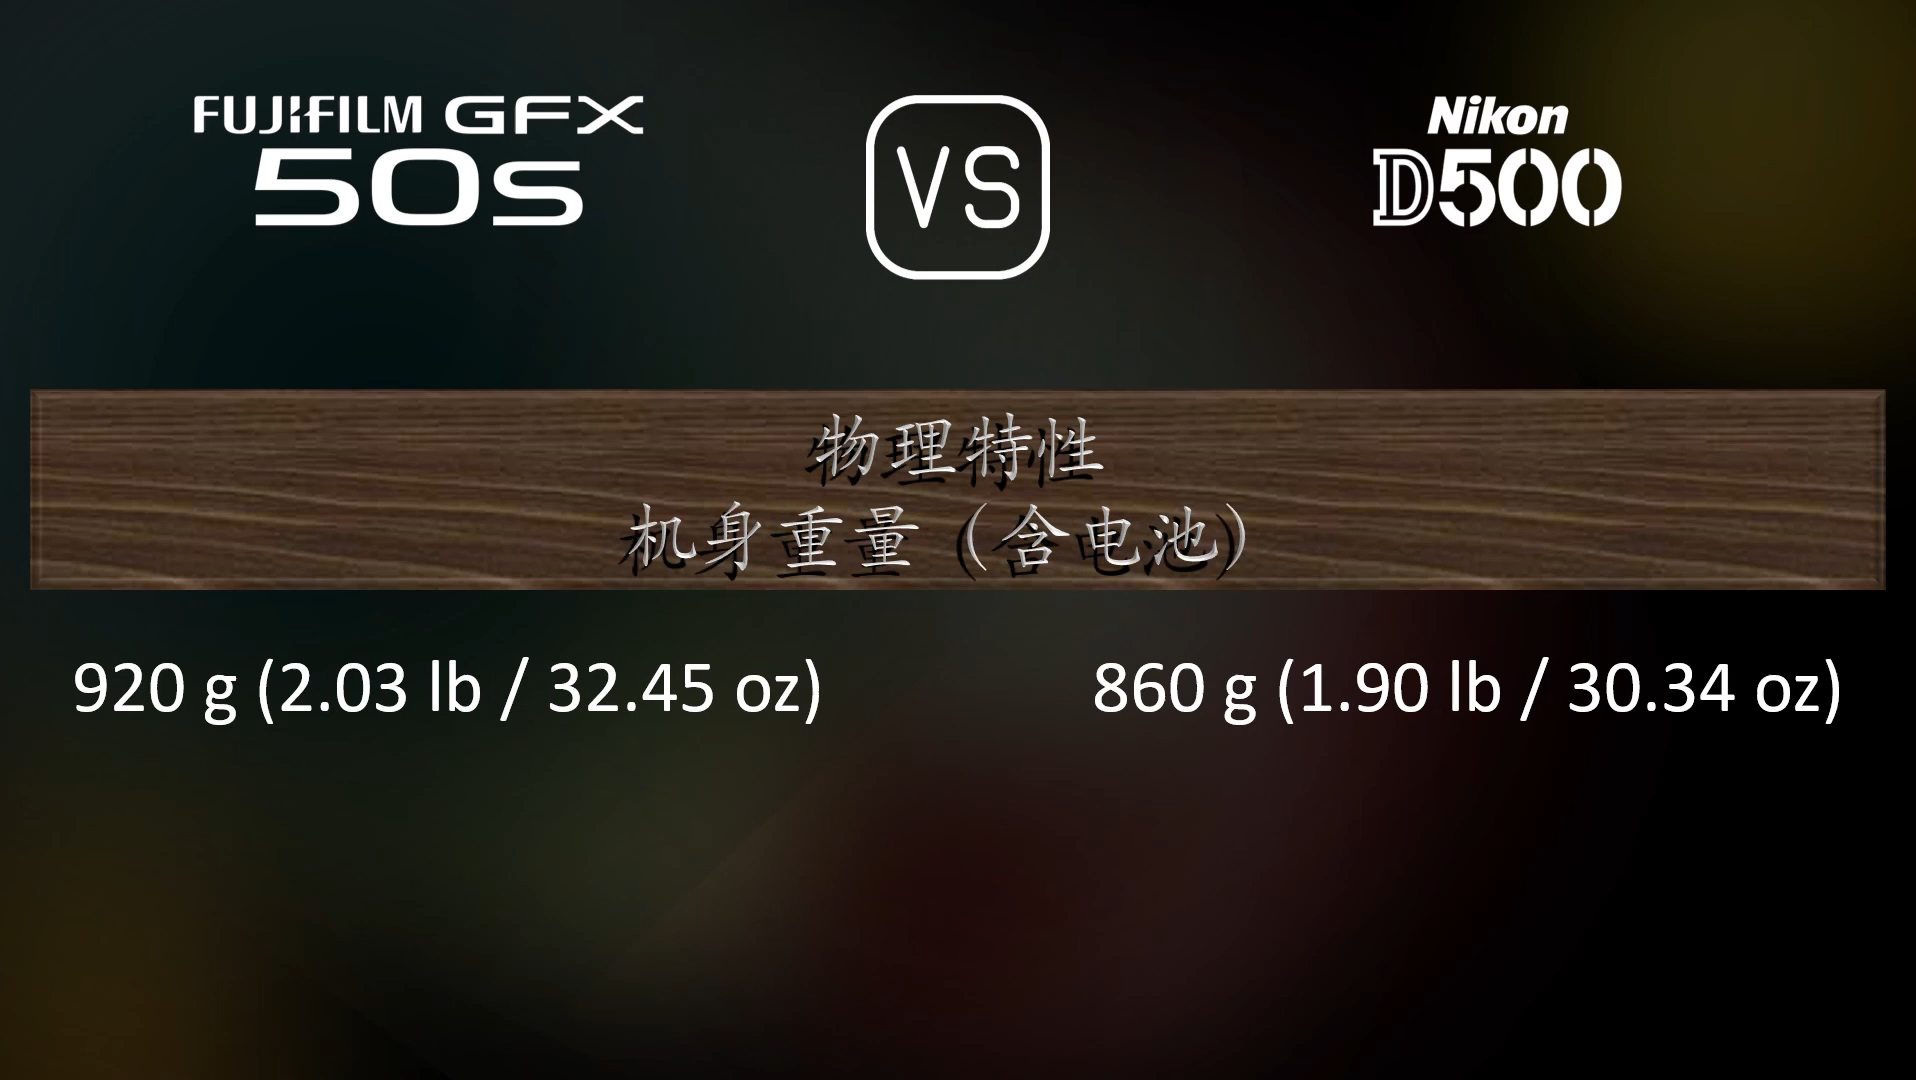 FUJIFILM GFX
50S
VS
Nikon
D500
物理特性
机身重量（含电池）
920 g (2.03 lb / 32.45 oz)
860 g (1.90 lb / 30.34 oz)